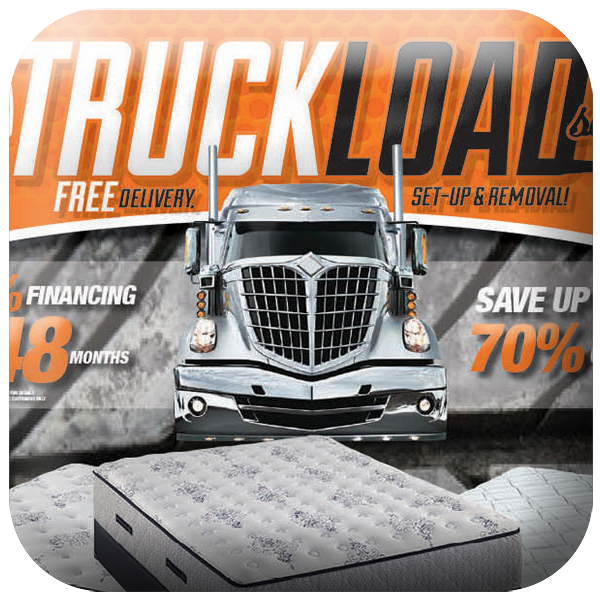 TRUCKLOAD
FREE DELIVERY, SET-UP & REMOVAL!
% FINANCING
48 MONTHS
SAVE UP
70%